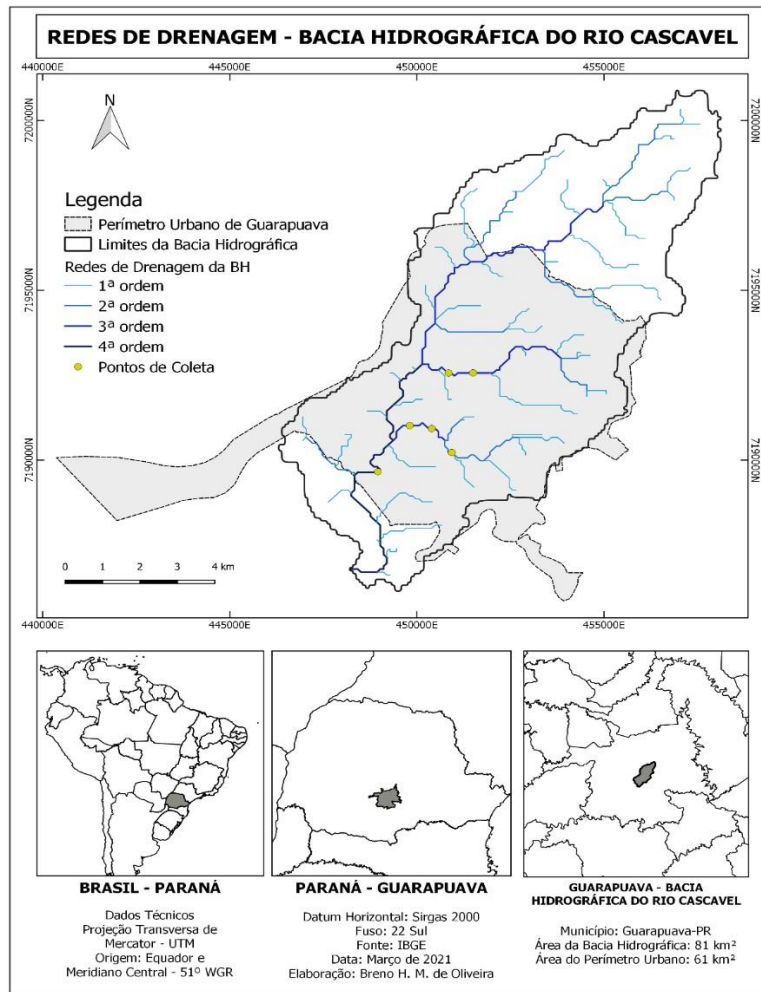 REDES DE DRENAGEM - BACIA HIDROGRÁFICA DO RIO CASCAVEL
440000E
445000E
450000E
455000E
7200000N
7200000N
N
Legenda
Perímetro Urbano de Guarapuava
Limites da Bacia Hidrográfica
Redes de Drenagem da BH
1ª ordem
2ª ordem
3ª ordem
4ª ordem
Pontos de Coleta
7195000N
7195000N
7190000N
7190000N
0 1 2 3 4 km
440000E
445000E
450000E
455000E
BRASIL - PARANÁ
Dados Técnicos
Projeção Transversa de
Mercator - UTM
Origem: Equador e
Meridiano Central - 51º WGR
PARANÁ - GUARAPUAVA
Datum Horizontal: Sirgas 2000
Fuso: 22 Sul
Fonte: IBGE
Data: Março de 2021
Elaboração: Breno H. M. de Oliveira
GUARAPUAVA - BACIA
HIDROGRÁFICA DO RIO CASCAVEL
Município: Guarapuava-PR
Área da Bacia Hidrográfica: 81 km²
Área do Perímetro Urbano: 61 km²